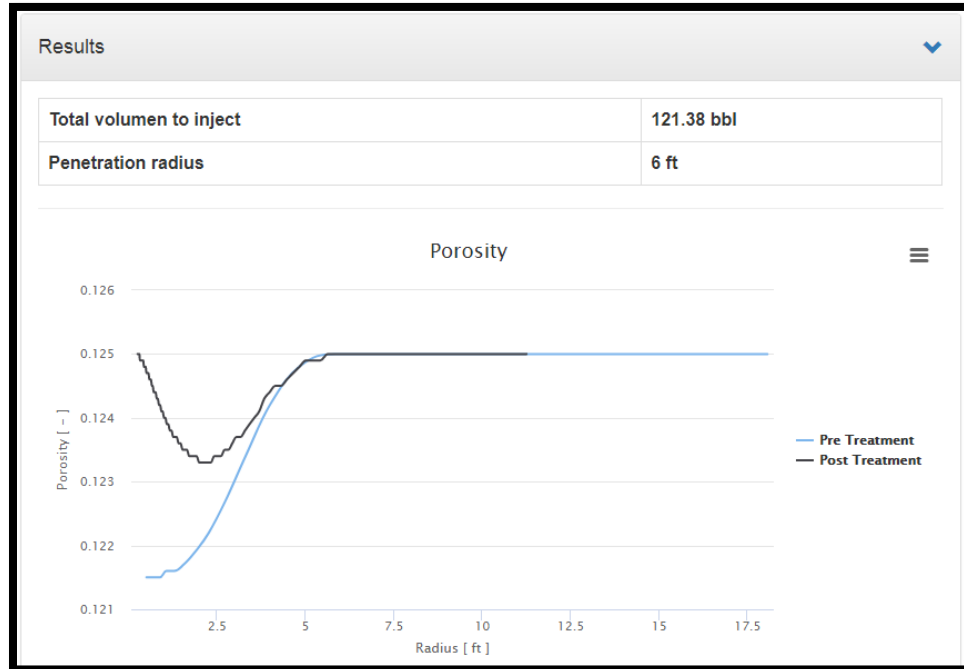 Results
Total volumen to inject 121.38 bbl
Penetration radius 6 ft
Porosity
0.126
0.125
0.124
0.123
0.122
0.121
Porosity [ - ]
2.5 5 7.5 10 12.5 15 17.5
Radius [ ft ]
Pre Treatment
Post Treatment